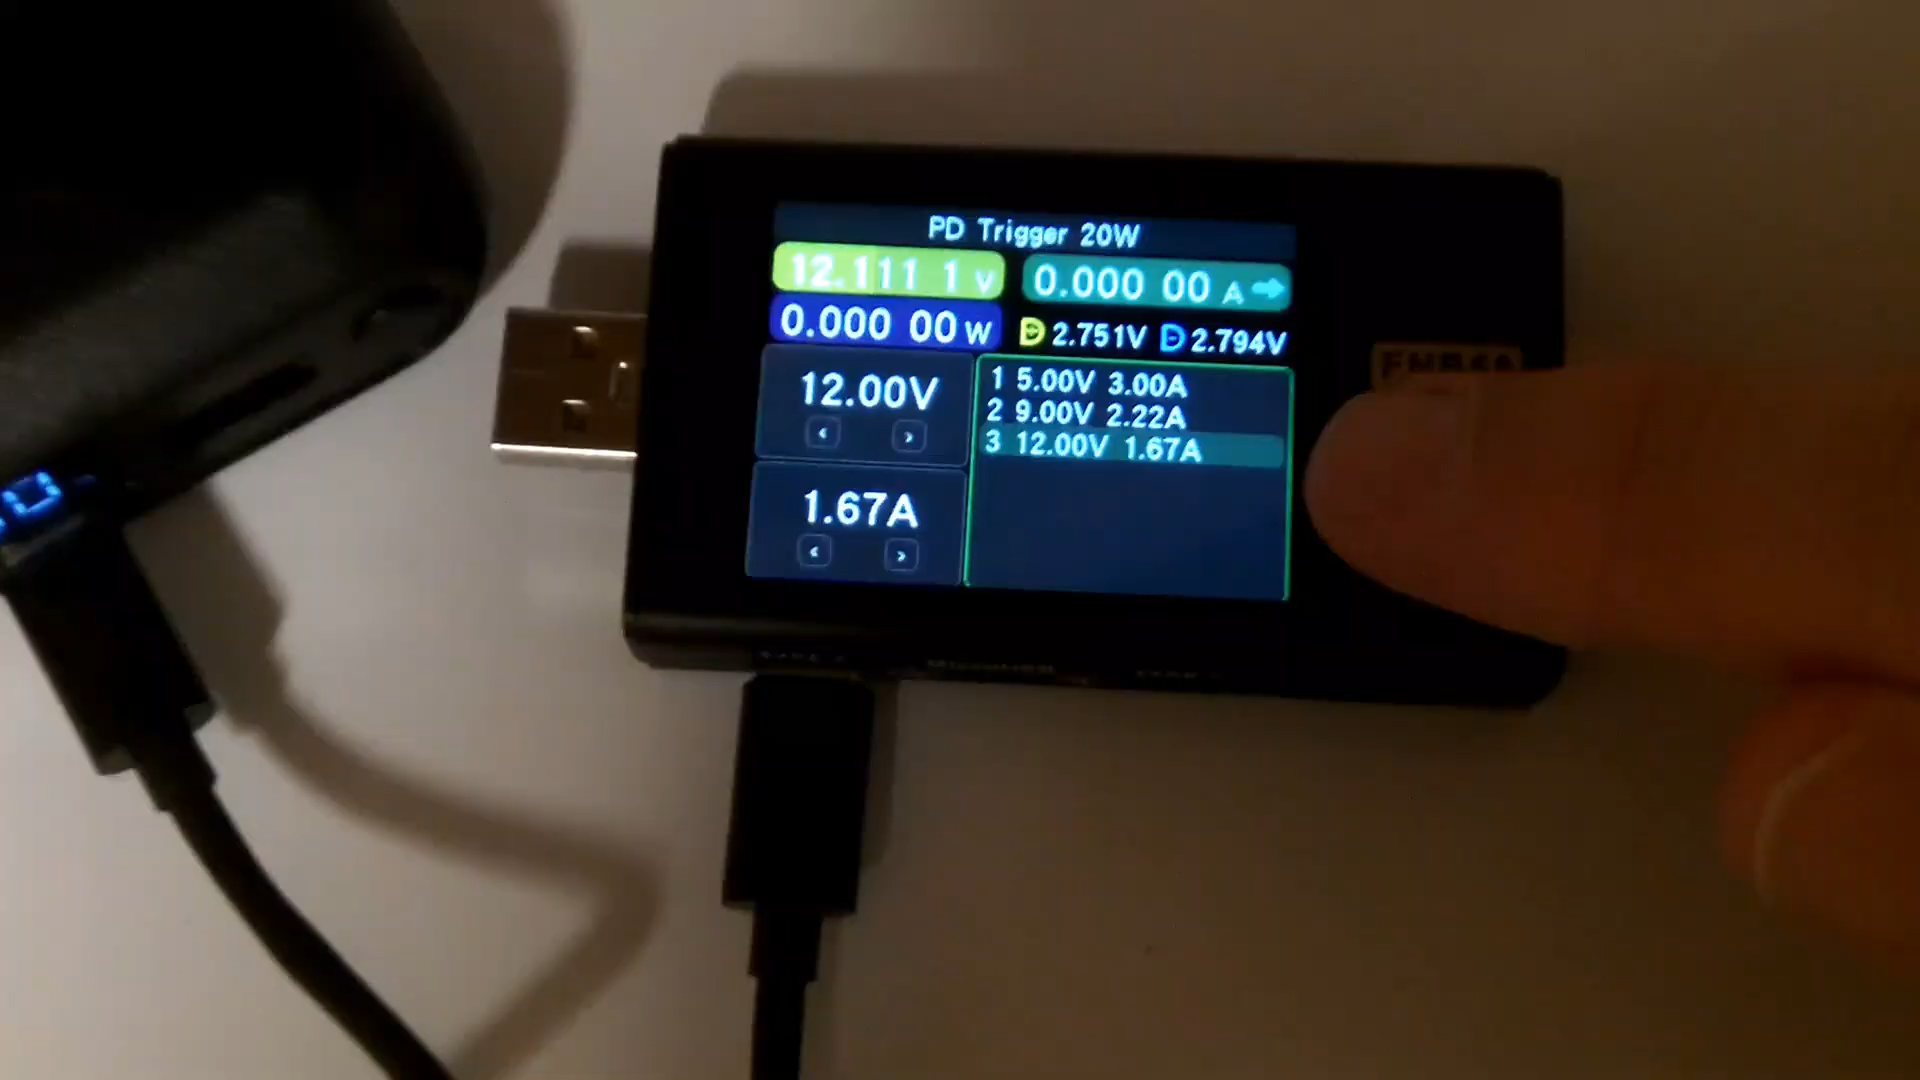 PD Trigger 20W
12.111 1 V
0.000 00 A
0.000 00 W
D 2.751V D 2.794V
12.00V
< >
1.67A
< >
1 5.00V 3.00A
2 9.00V 2.22A
3 12.00V 1.67A